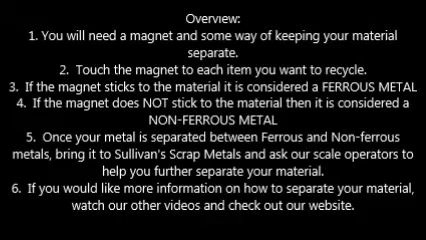 Overview:
1. You will need a magnet and some way of keeping your material
separate.
2. Touch the magnet to each item you want to recycle.
3. If the magnet sticks to the material it is considered a FERROUS METAL
4. If the magnet does NOT stick to the material then it is considered a
NON-FERROUS METAL
5. Once your metal is separated between Ferrous and Non-ferrous
metals, bring it to Sullivan's Scrap Metals and ask our scale operators to
help you further separate your material.
6. If you would like more information on how to separate your material,
watch our other videos and check out our website.